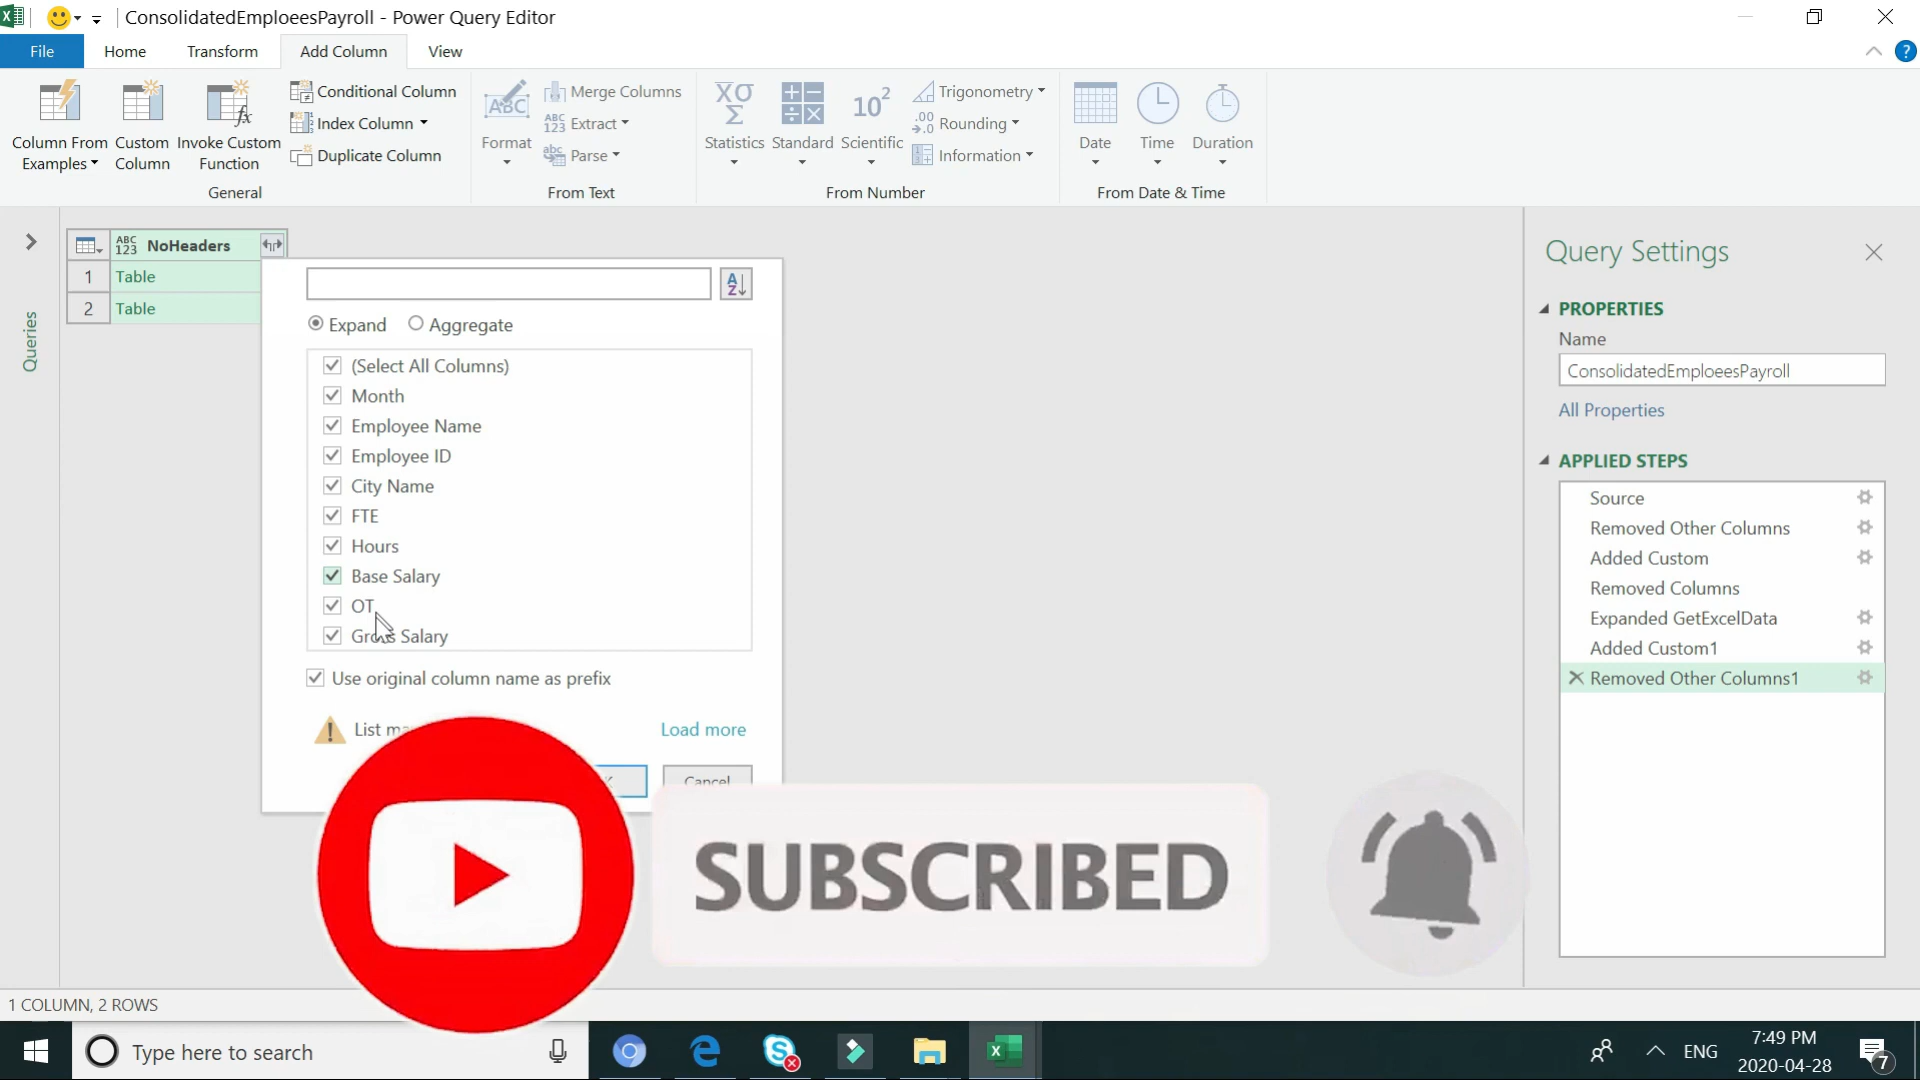 ConsolidatedEmploeesPayroll - Power Query Editor
File
Home
Transform
Add Column
View
Column From
Examples
Custom
Column
Invoke Custom
Function
Conditional Column
Index Column
Duplicate Column
General
Format
Merge Columns
Extract
Parse
From Text
Statistics
Standard
Scientific
Trigonometry
Rounding
Information
From Number
Date
Time
Duration
From Date & Time
Queries
ABC
123
NoHeaders
1 Table
2 Table
Expand
Aggregate
(Select All Columns)
Month
Employee Name
Employee ID
City Name
FTE
Hours
Base Salary
OT
Gross Salary
Use original column name as prefix
List
Load more
Cancel
SUBSCRIBED
Query Settings
PROPERTIES
Name
ConsolidatedEmploeesPayroll
All Properties
APPLIED STEPS
Source
Removed Other Columns
Added Custom
Removed Columns
Expanded GetExcelData
Added Custom1
Removed Other Columns1
1 COLUMN, 2 ROWS
Type here to search
ENG
7:49 PM
2020-04-28
7